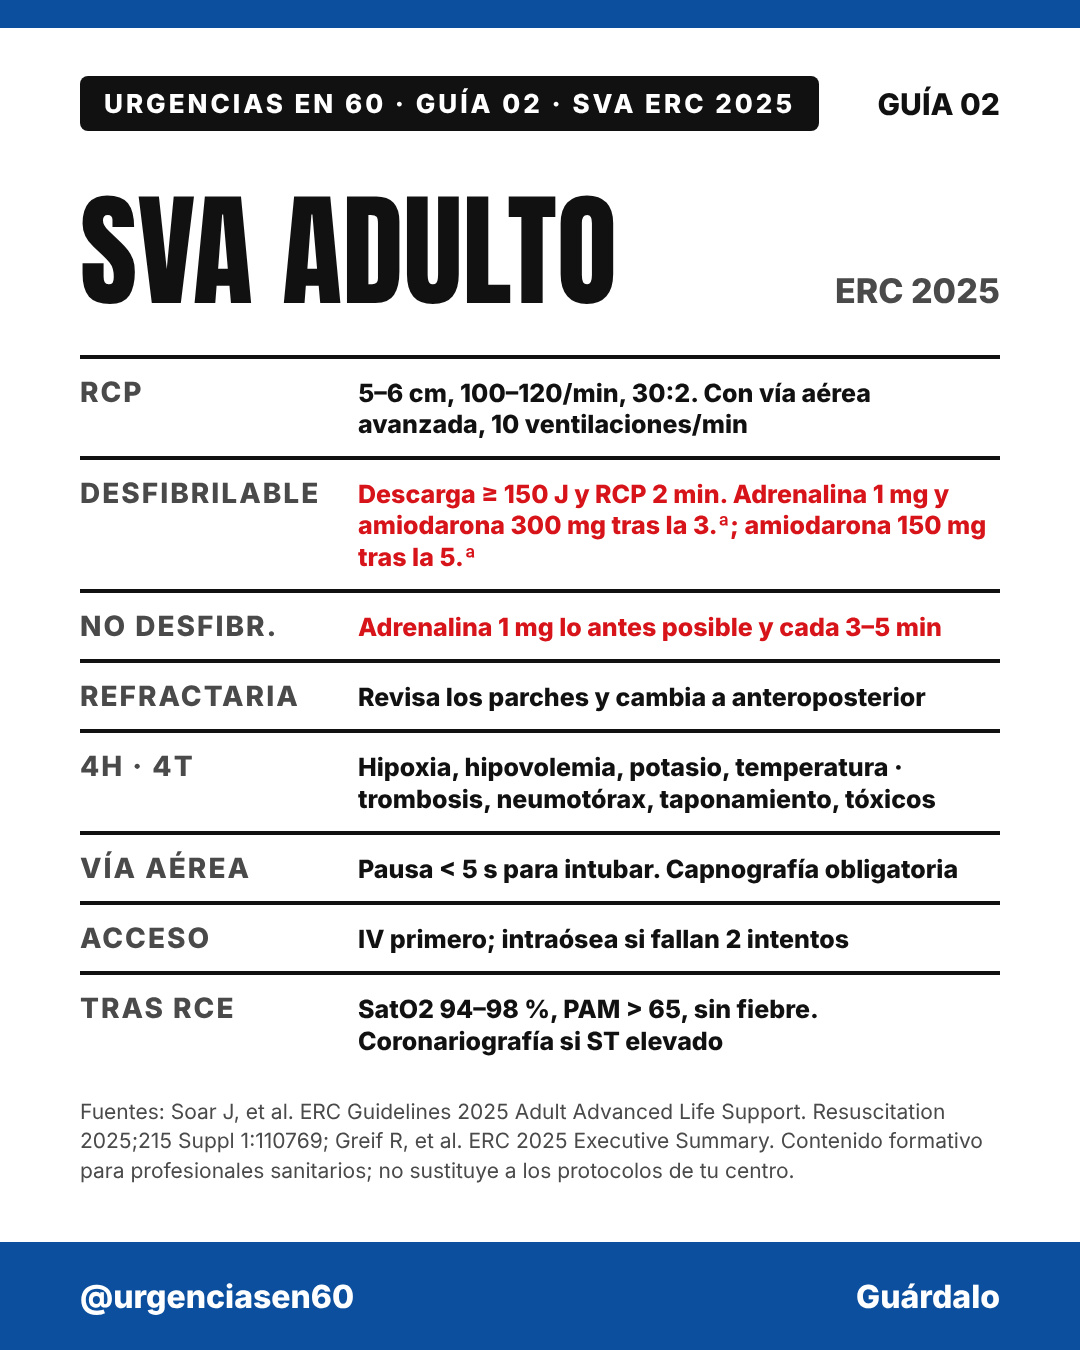 URGENCIAS EN 60 · GUÍA 02 · SVA ERC 2025
GUÍA 02
SVA ADULTO
ERC 2025
RCP
5–6 cm, 100–120/min, 30:2. Con vía aérea
avanzada, 10 ventilaciones/min
DESFIBRILABLE
Descarga ≥ 150 J y RCP 2 min. Adrenalina 1 mg y
amiodarona 300 mg tras la 3.ª; amiodarona 150 mg
tras la 5.ª
NO DESFIBR.
Adrenalina 1 mg lo antes posible y cada 3–5 min
REFRACTARIA
Revisa los parches y cambia a anteroposterior
4H · 4T
Hipoxia, hipovolemia, potasio, temperatura ·
trombosis, neumotórax, taponamiento, tóxicos
VÍA AÉREA
Pausa < 5 s para intubar. Capnografía obligatoria
ACCESO
IV primero; intraósea si fallan 2 intentos
TRAS RCE
SatO2 94–98 %, PAM > 65, sin fiebre.
Coronariografía si ST elevado
Fuentes: Soar J, et al. ERC Guidelines 2025 Adult Advanced Life Support. Resuscitation
2025;215 Suppl 1:110769; Greif R, et al. ERC 2025 Executive Summary. Contenido formativo
para profesionales sanitarios; no sustituye a los protocolos de tu centro.
@urgenciasen60
Guárdalo